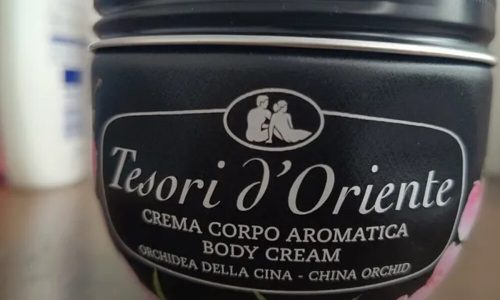 Tesori d'Oriente
CREMA CORPO AROMATICA
BODY CREAM
ORCHIDEA DELLA CINA - CHINA ORCHID